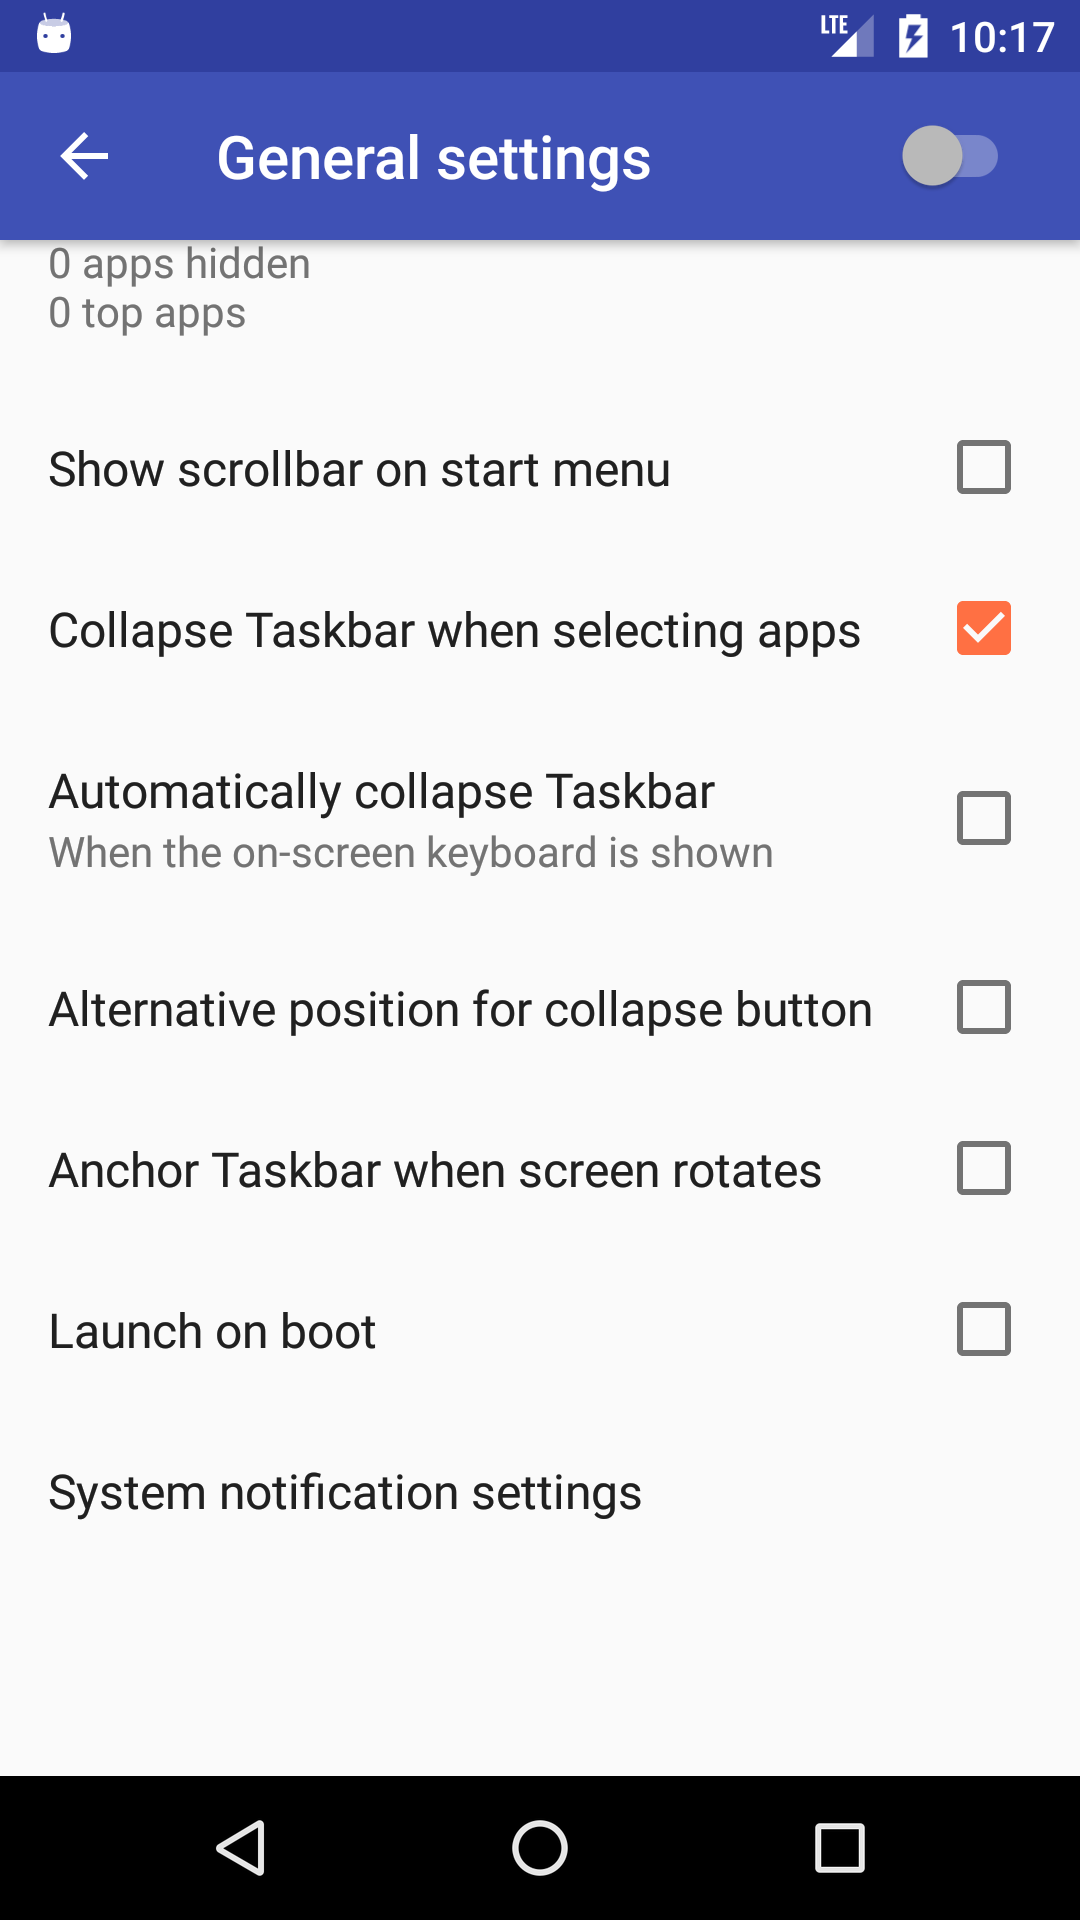 LTE 10:17
General settings
0 apps hidden
0 top apps
Show scrollbar on start menu
Collapse Taskbar when selecting apps
Automatically collapse Taskbar
When the on-screen keyboard is shown
Alternative position for collapse button
Anchor Taskbar when screen rotates
Launch on boot
System notification settings